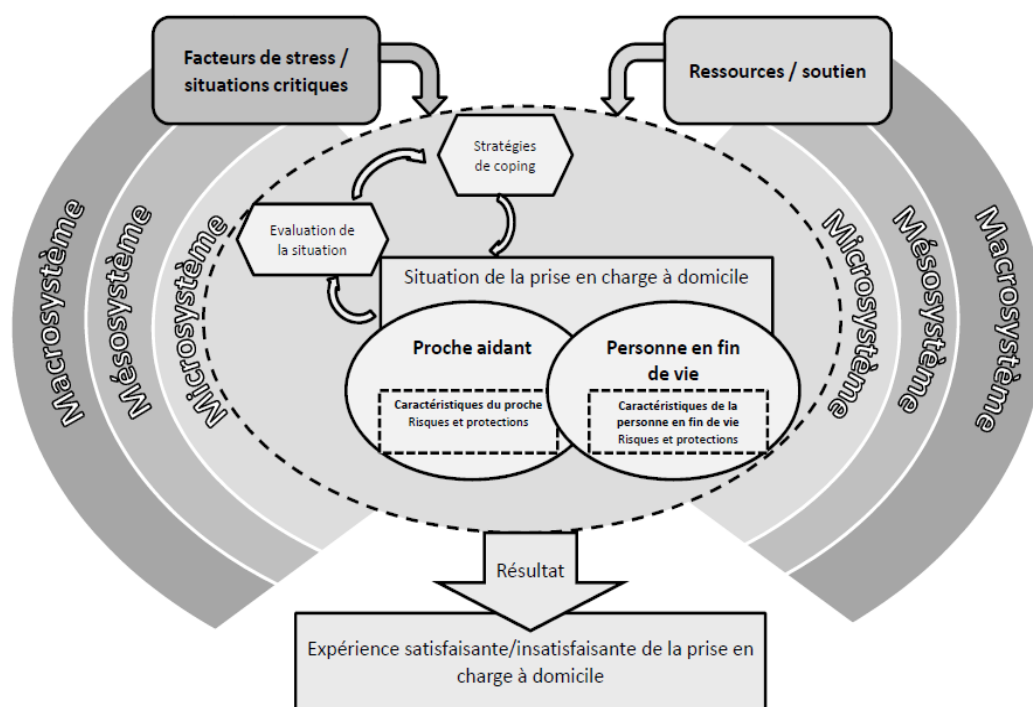 Facteurs de stress /
situations critiques
Ressources / soutien
Stratégies
de coping
Evaluation de
la situation
Macrosystème
Mésosystème
Microsystème
Microsystème
Mésosystème
Macrosystème
Situation de la prise en charge à domicile
Proche aidant
Caractéristiques du proche
Risques et protections
Personne en fin
de vie
Caractéristiques de la
personne en fin de vie
Risques et protections
Résultat
Expérience satisfaisante/insatisfaisante de la prise en
charge à domicile